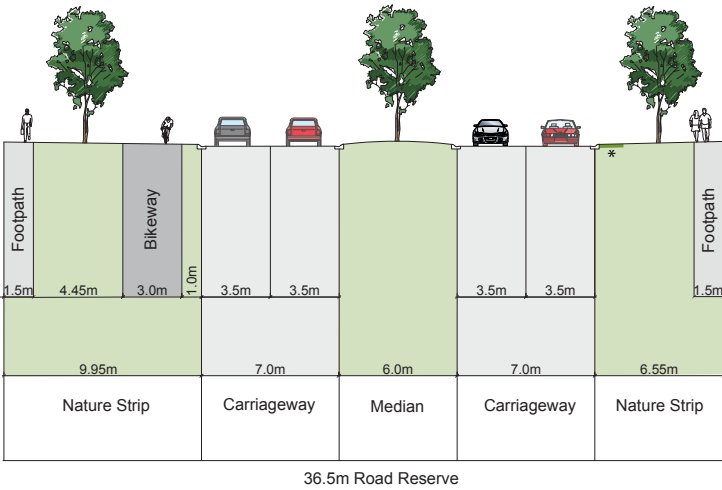 *
Footpath
Bikeway
Footpath
1.5m 4.45m 3.0m 1.0m 3.5m 3.5m 3.5m 3.5m 1.5m
9.95m 7.0m 6.0m 7.0m 6.55m
Nature Strip Carriageway Median Carriageway Nature Strip
36.5m Road Reserve